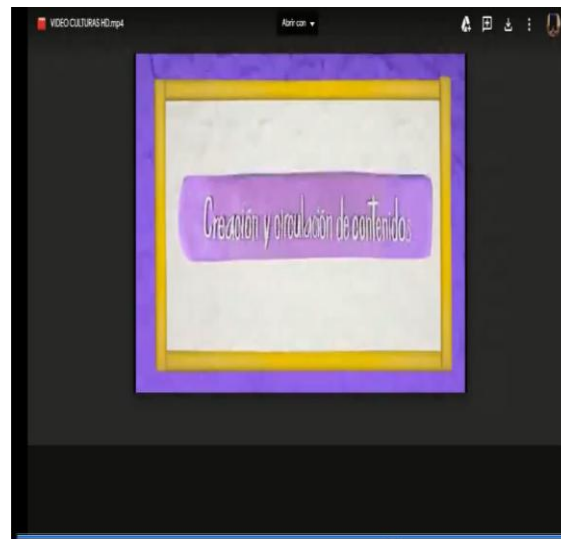 VIDEO CULTURAS HD.mp4
Abrir con
Creación y circulación de contenidos